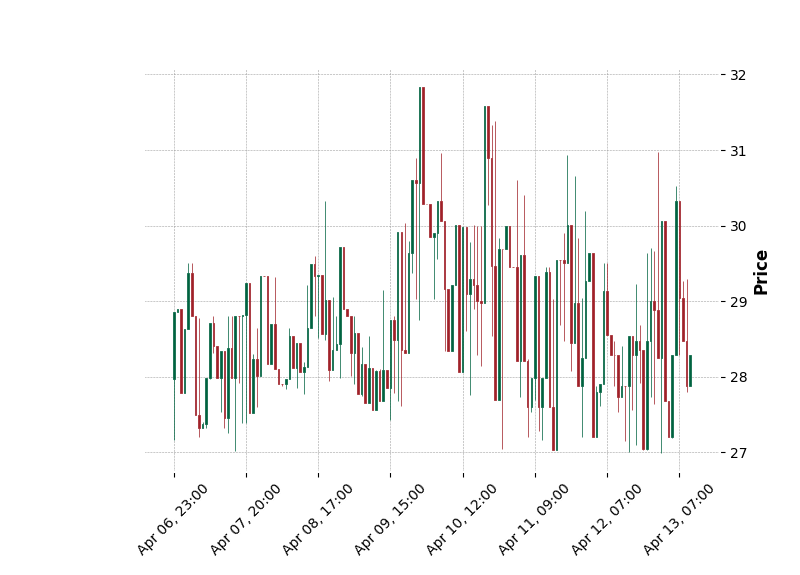 32
31
30
29
28
27
Price
Apr 06, 23:00
Apr 07, 20:00
Apr 08, 17:00
Apr 09, 15:00
Apr 10, 12:00
Apr 11, 09:00
Apr 12, 07:00
Apr 13, 07:00